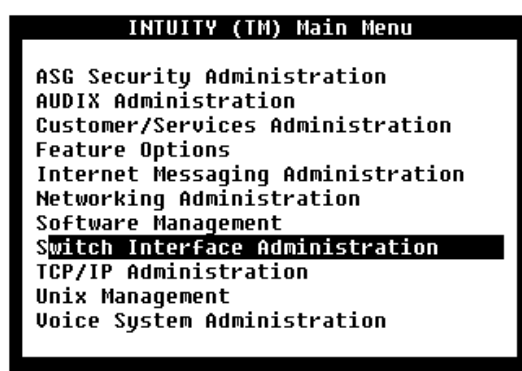 INTUITY (TM) Main Menu
ASG Security Administration
AUDIX Administration
Customer/Services Administration
Feature Options
Internet Messaging Administration
Networking Administration
Software Management
Switch Interface Administration
TCP/IP Administration
Unix Management
Voice System Administration